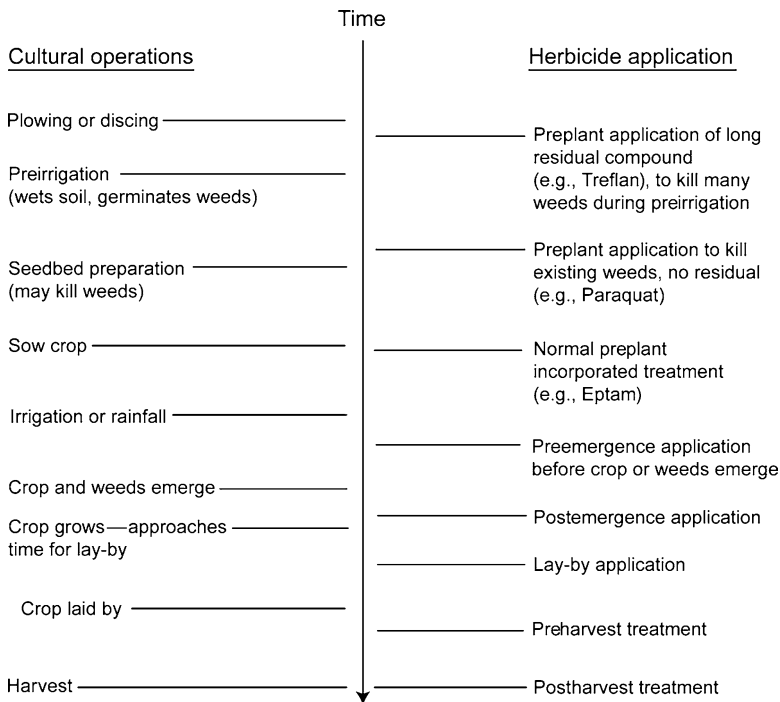 Time
Cultural operations
Plowing or discing
Preirrigation
(wets soil, germinates weeds)
Seedbed preparation
(may kill weeds)
Sow crop
Irrigation or rainfall
Crop and weeds emerge
Crop grows—approaches
time for lay-by
Crop laid by
Harvest
Herbicide application
Preplant application of long
residual compound
(e.g., Treflan), to kill many
weeds during preirrigation
Preplant application to kill
existing weeds, no residual
(e.g., Paraquat)
Normal preplant
incorporated treatment
(e.g., Eptam)
Preemergence application
before crop or weeds emerge
Postemergence application
Lay-by application
Preharvest treatment
Postharvest treatment